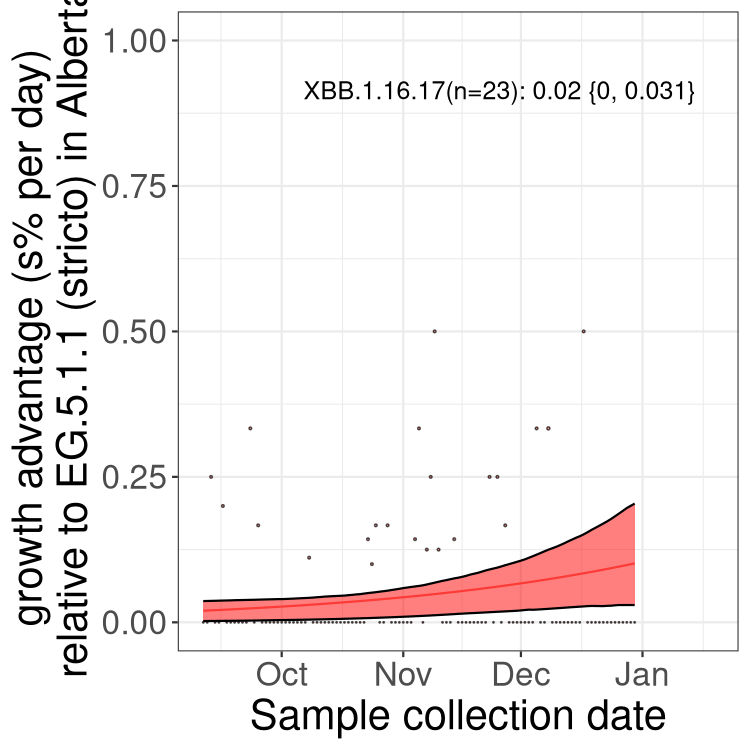 growth advantage (s% per day)
relative to EG.5.1.1 (stricto) in Alberta
1.00
0.75
0.50
0.25
0.00
XBB.1.16.17(n=23): 0.02 {0, 0.031}
Oct
Nov
Dec
Jan
Sample collection date